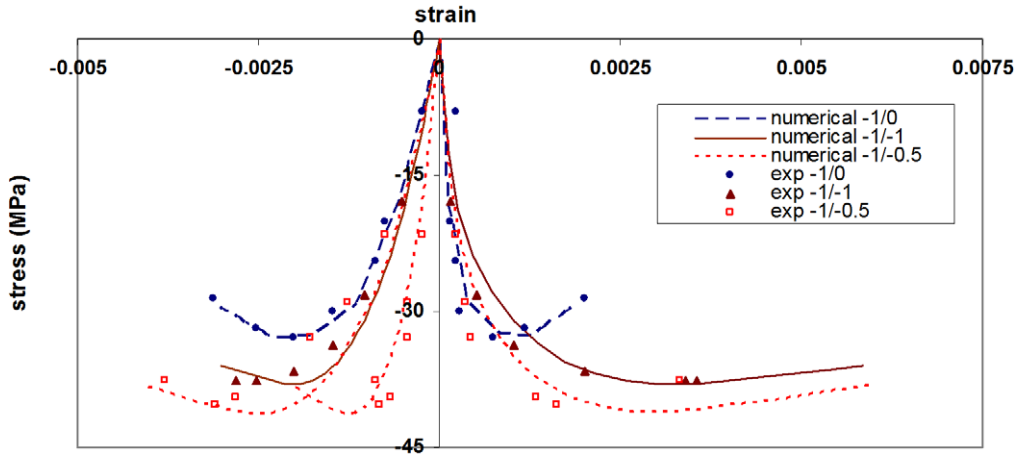 strain
0
-0.005 -0.0025 0 0.0025 0.005 0.0075
numerical -1/0
numerical -1/-1
numerical -1/-0.5
exp -1/0
exp -1/-1
exp -1/-0.5
-15
stress (MPa)
-30
-45